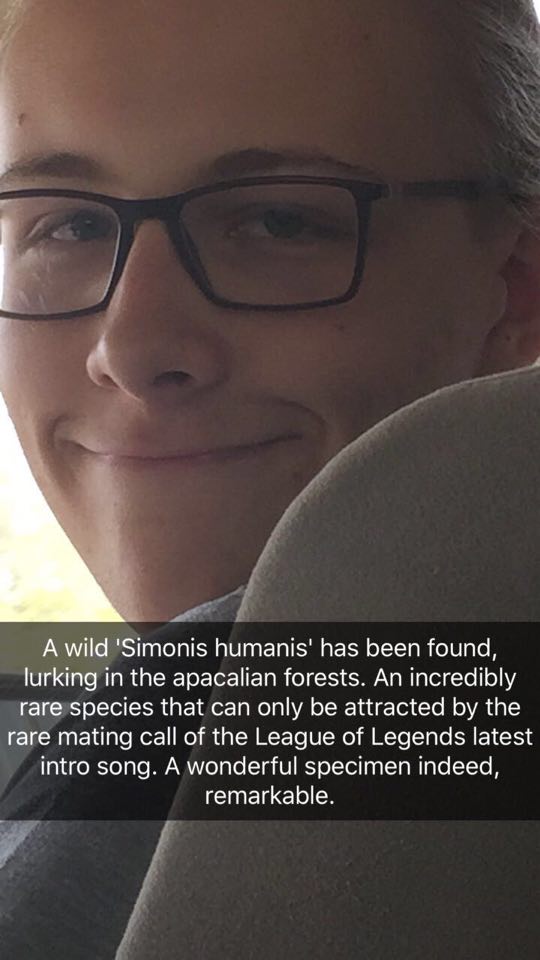 A wild 'Simonis humanis' has been found,
lurking in the apacalian forests. An incredibly
rare species that can only be attracted by the
rare mating call of the League of Legends latest
intro song. A wonderful specimen indeed,
remarkable.